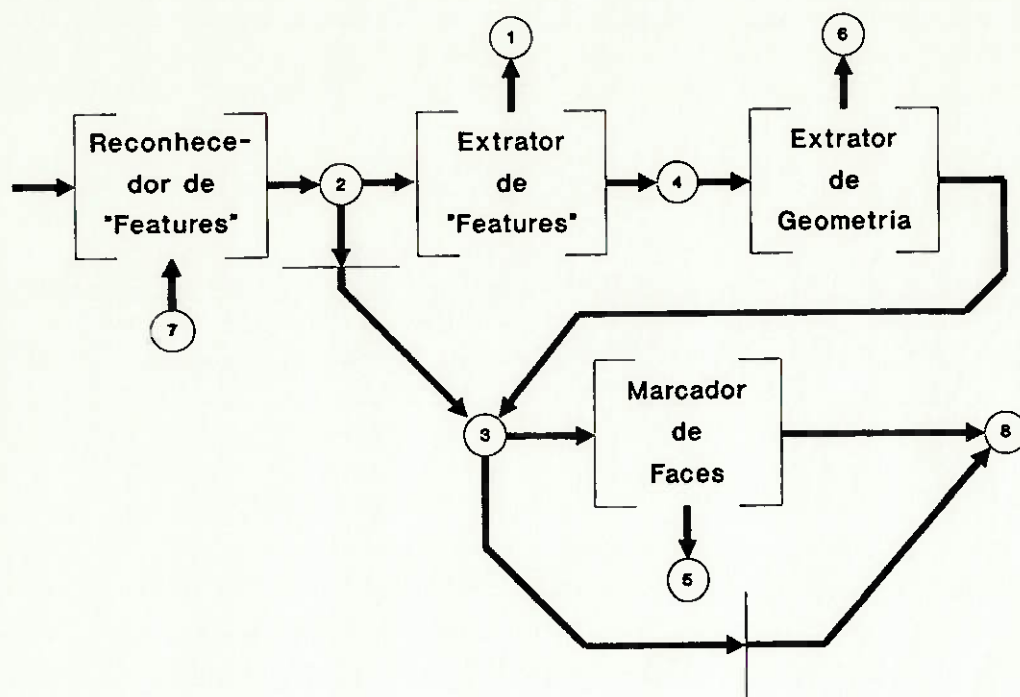 1
6
Reconhece-
dor de
"Features"
2
Extrator
de
"Features"
4
Extrator
de
Geometria
7
3
Marcador
de
Faces
8
5